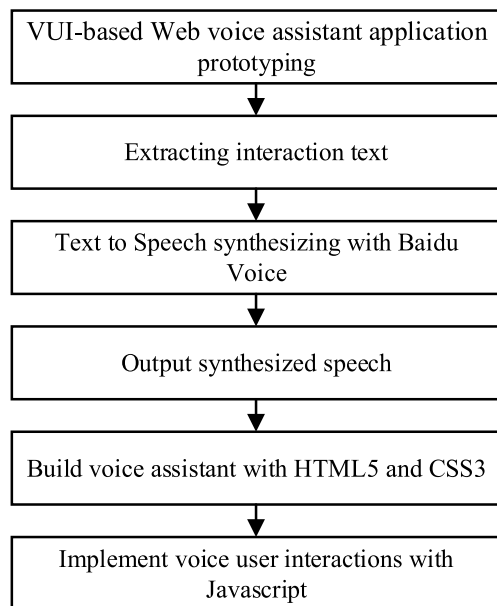 VUI-based Web voice assistant application
prototyping
Extracting interaction text
Text to Speech synthesizing with Baidu
Voice
Output synthesized speech
Build voice assistant with HTML5 and CSS3
Implement voice user interactions with
Javascript